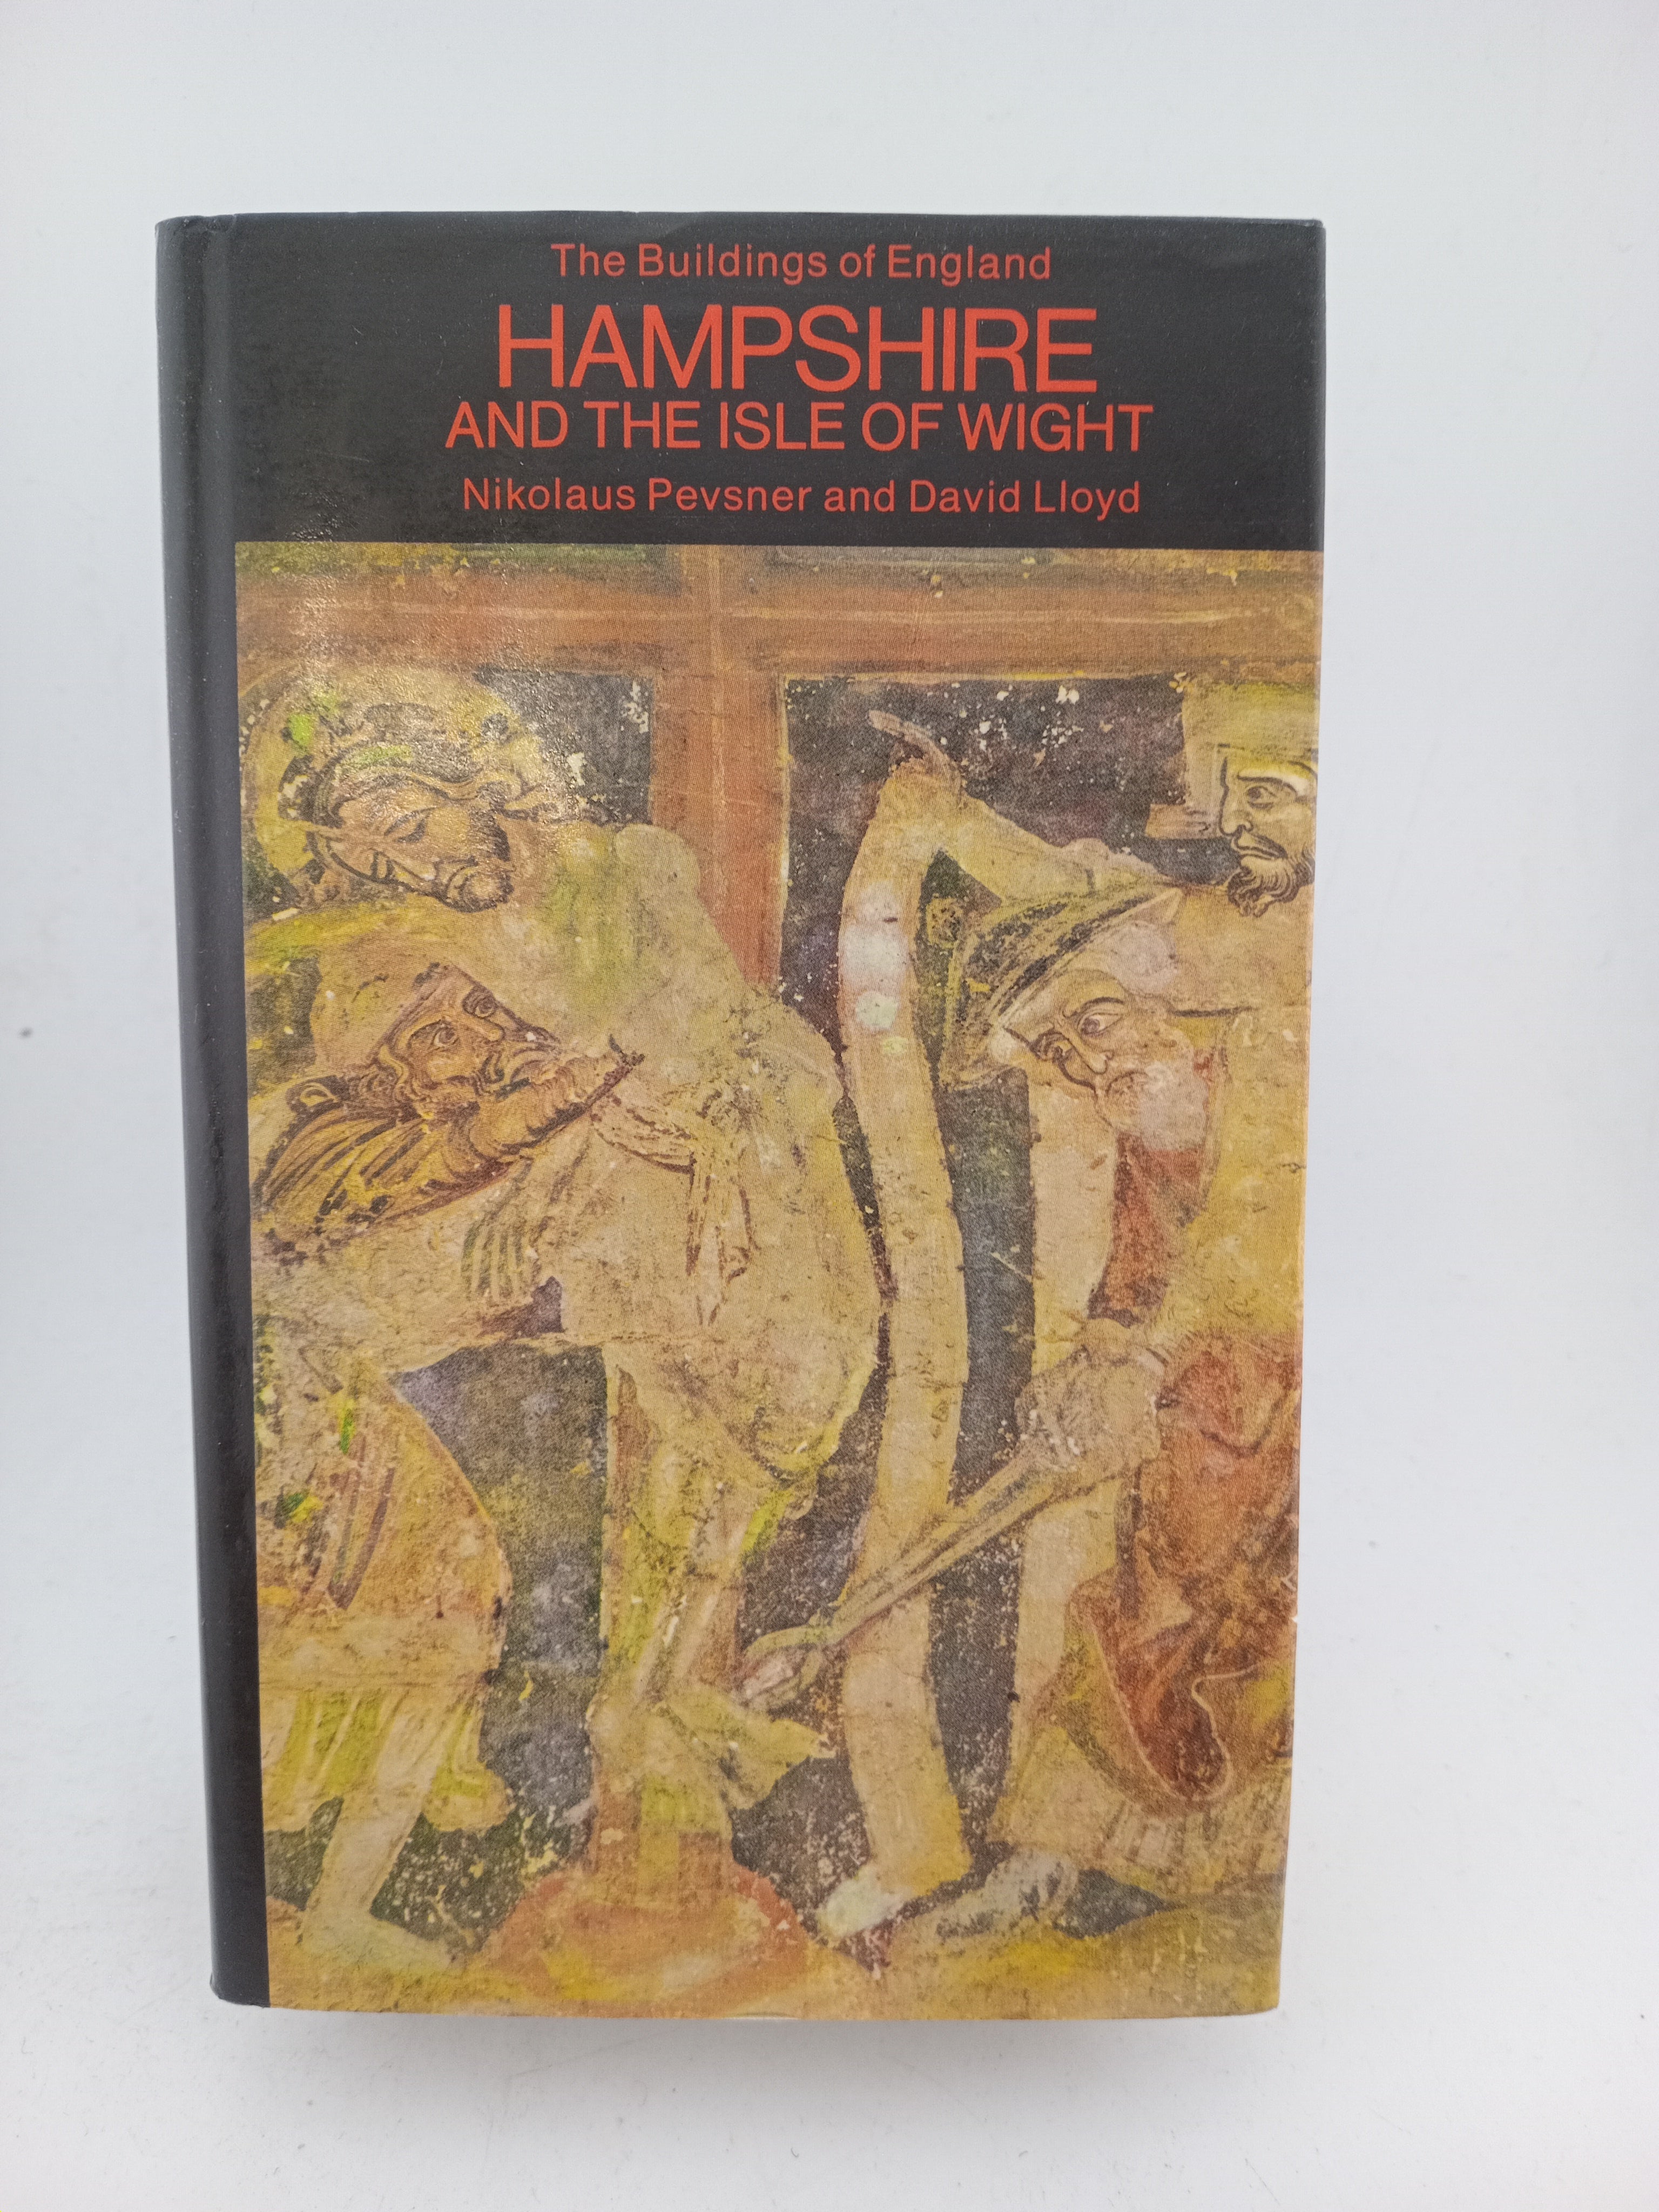 The Buildings of England
HAMPSHIRE
AND THE ISLE OF WIGHT
Nikolaus Pevsner and David Lloyd